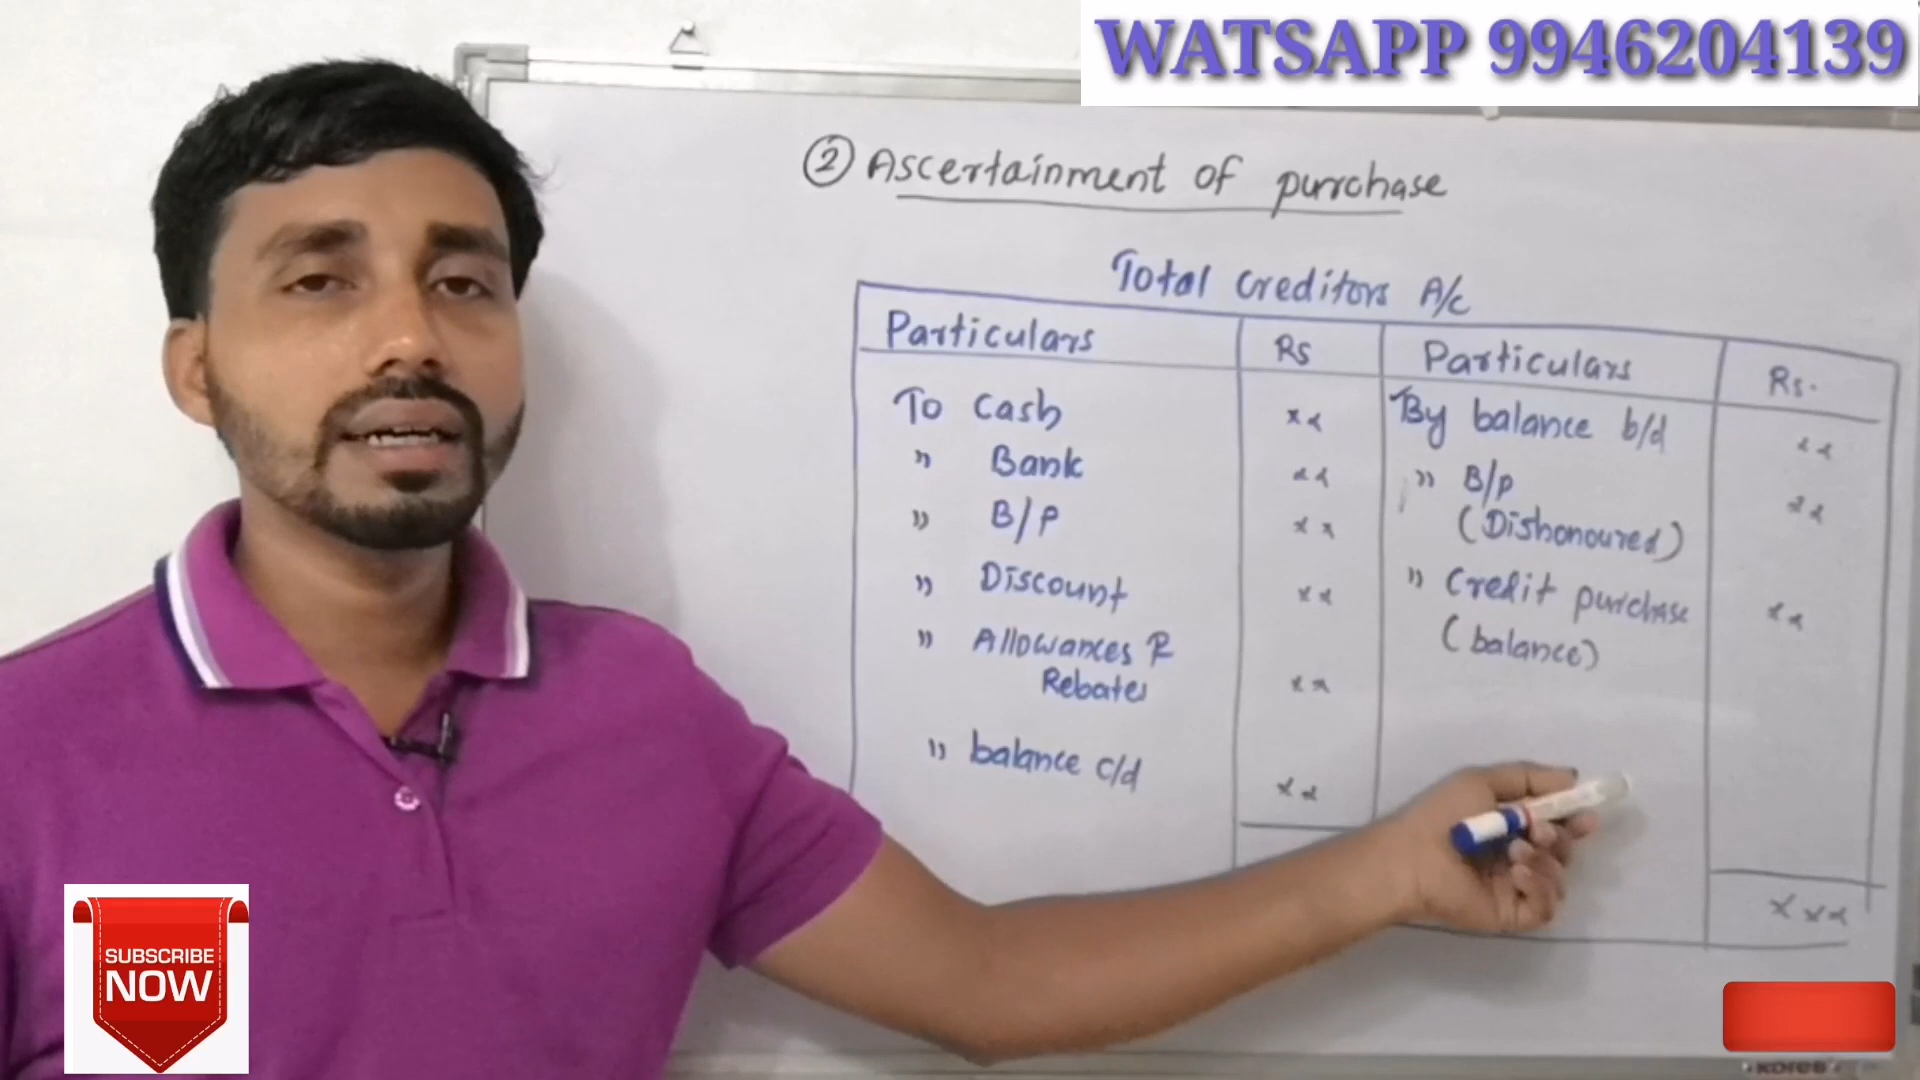 WATSAPP 9946204139
② Ascertainment of purchase
Total Creditors A/c
Particulars Rs Particulars Rs.
To Cash xx By balance b/d xx
" Bank xx " B/P xx
(Dishonoured)
" B/P xx
" Discount xx " Credit purchase xx
(balance)
" Allowances &
Rebates xx
" balance c/d xx
xxx
SUBSCRIBE
NOW
kores